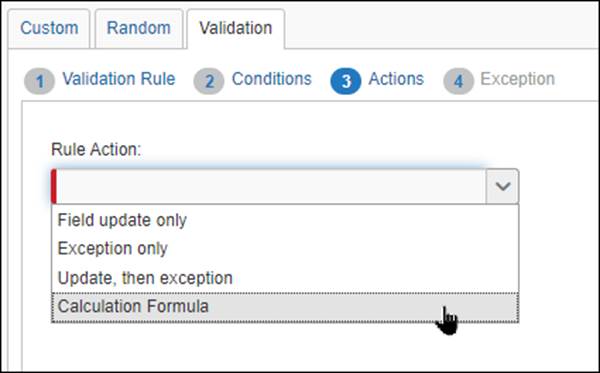 Custom Random Validation
1 Validation Rule 2 Conditions 3 Actions 4 Exception
Rule Action:
Field update only
Exception only
Update, then exception
Calculation Formula